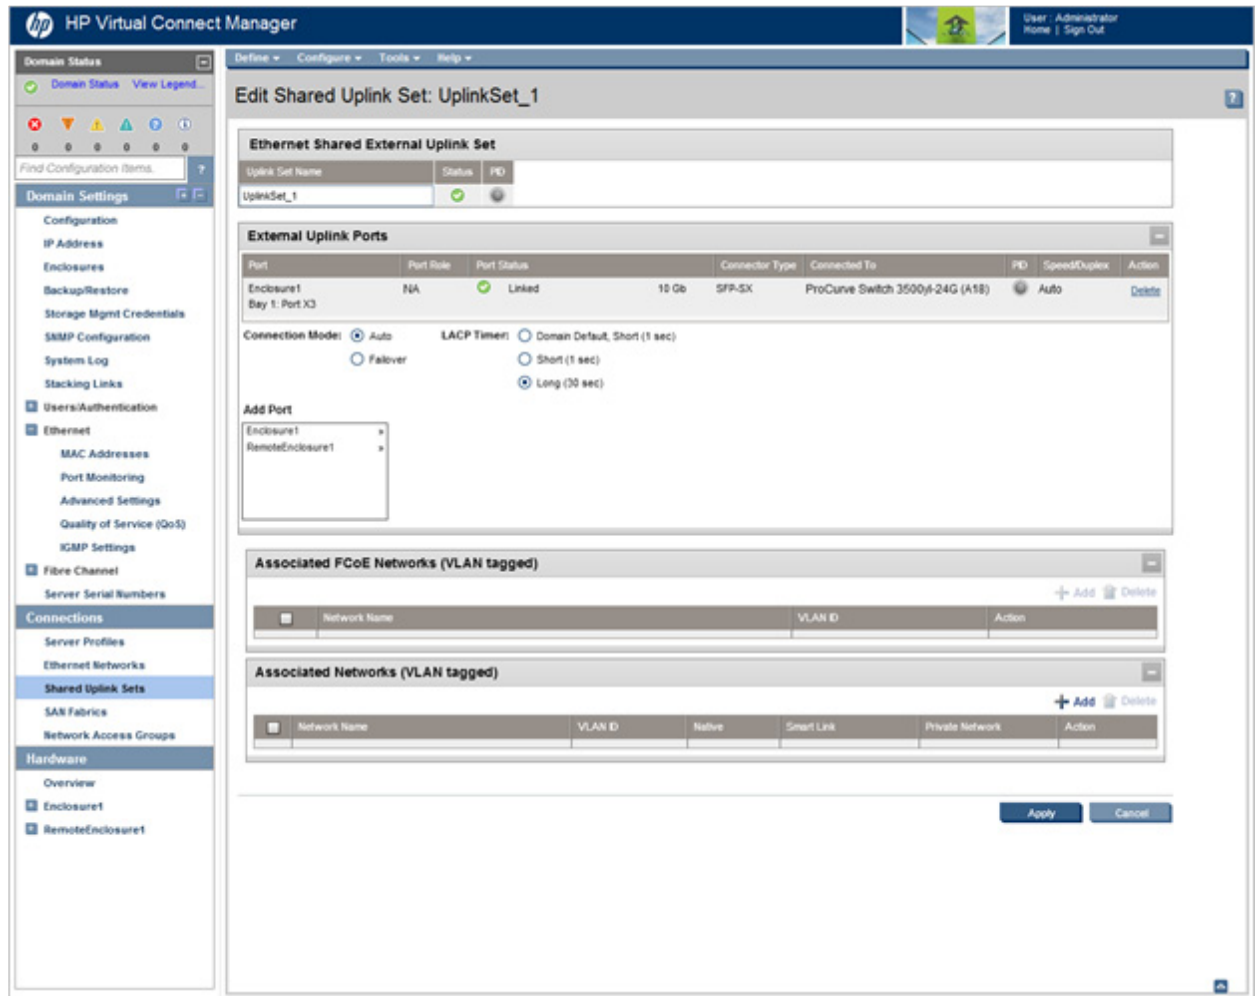 HP Virtual Connect Manager
User : Administrator
Home | Sign Out
Domain Status
Domain Status View Legend...
0 0 0 0 0 0
Find Configuration Items. ?
Domain Settings
Configuration
IP Address
Enclosures
Backup/Restore
Storage Mgmt Credentials
SNMP Configuration
System Log
Stacking Links
Users/Authentication
Ethernet
MAC Addresses
Port Monitoring
Advanced Settings
Quality of Service (QoS)
IGMP Settings
Fibre Channel
Server Serial Numbers
Connections
Server Profiles
Ethernet Networks
Shared Uplink Sets
SAN Fabrics
Network Access Groups
Hardware
Overview
Enclosure1
RemoteEnclosure1
Define Configure Tools Help
Edit Shared Uplink Set: UplinkSet_1 ?
Ethernet Shared External Uplink Set
Uplink Set Name Status PID
UplinkSet_1
External Uplink Ports
Port Port Role Port Status Connector Type Connected To PID Speed/Duplex Action
Enclosure1 NA Linked 10 Gb SFP-SX ProCurve Switch 3500yl-24G (A18) Auto Delete
Bay 1: Port X3
Connection Mode: Auto LACP Timer: Domain Default, Short (1 sec)
Failover Short (1 sec)
Long (30 sec)
Add Port
Enclosure1 »
RemoteEnclosure1 »
Associated FCoE Networks (VLAN tagged)
Add Delete
Network Name VLAN ID Action
Associated Networks (VLAN tagged)
Add Delete
Network Name VLAN ID Native Smart Link Private Network Action
Apply Cancel